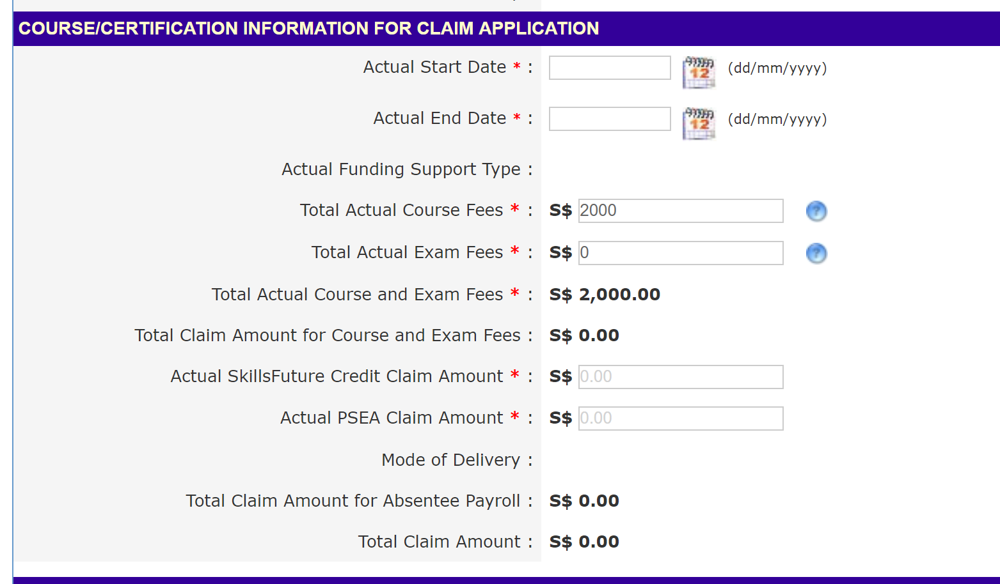 COURSE/CERTIFICATION INFORMATION FOR CLAIM APPLICATION
Actual Start Date * : 12 (dd/mm/yyyy)
Actual End Date * : 12 (dd/mm/yyyy)
Actual Funding Support Type :
Total Actual Course Fees * : S$ 2000 ?
Total Actual Exam Fees * : S$ 0 ?
Total Actual Course and Exam Fees * : S$ 2,000.00
Total Claim Amount for Course and Exam Fees : S$ 0.00
Actual SkillsFuture Credit Claim Amount * : S$ 0.00
Actual PSEA Claim Amount * : S$ 0.00
Mode of Delivery :
Total Claim Amount for Absentee Payroll : S$ 0.00
Total Claim Amount : S$ 0.00